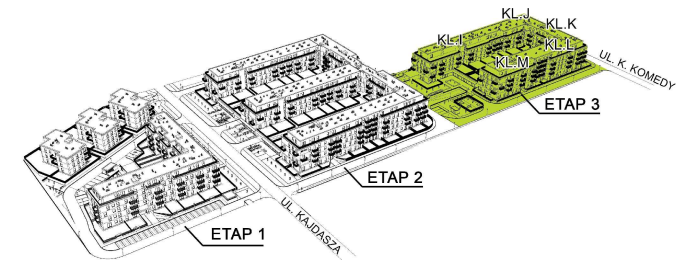 KL.J
KL.K
KL.I
KL.L
KL.M
UL. K. KOMEDY
ETAP 3
ETAP 2
UL. KAJDASZA
ETAP 1